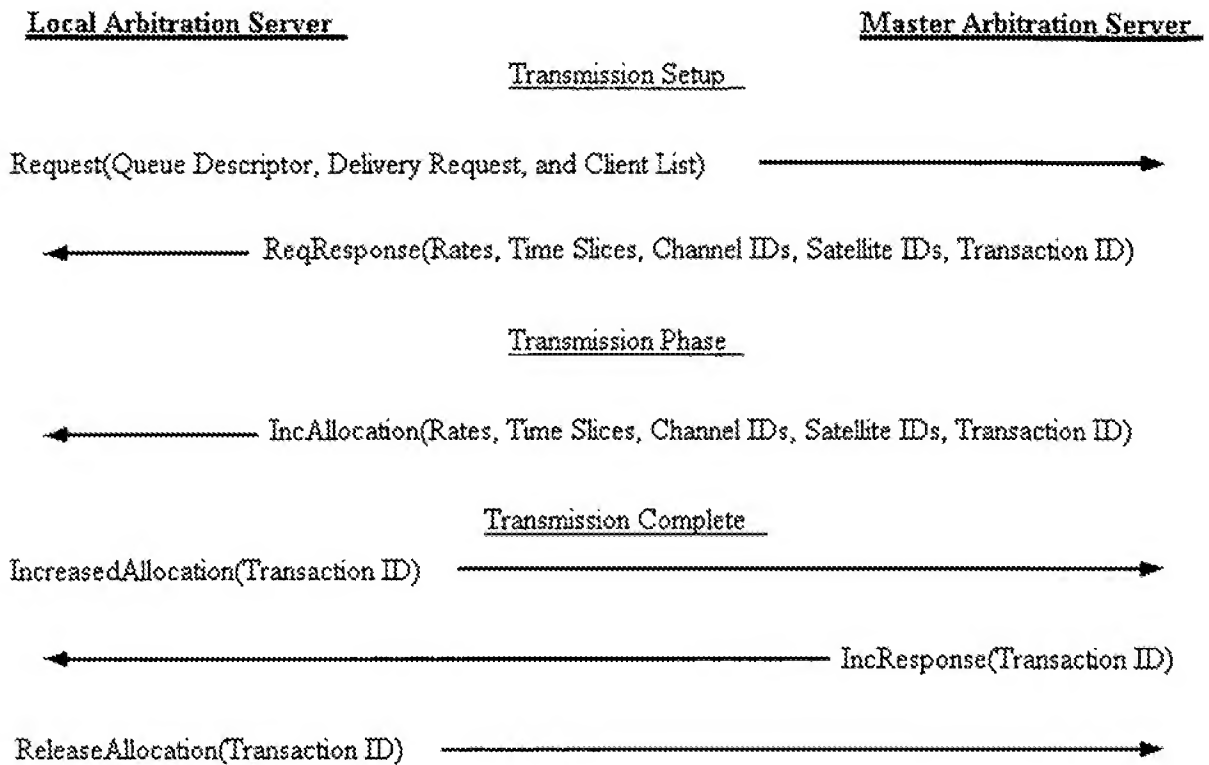 Local Arbitration Server Master Arbitration Server
Transmission Setup
Request(Queue Descriptor, Delivery Request, and Client List)
ReqResponse(Rates, Time Slices, Channel IDs, Satellite IDs, Transaction ID)
Transmission Phase
IncAllocation(Rates, Time Slices, Channel IDs, Satellite IDs, Transaction ID)
Transmission Complete
IncreasedAllocation(Transaction ID)
IncResponse(Transaction ID)
ReleaseAllocation(Transaction ID)